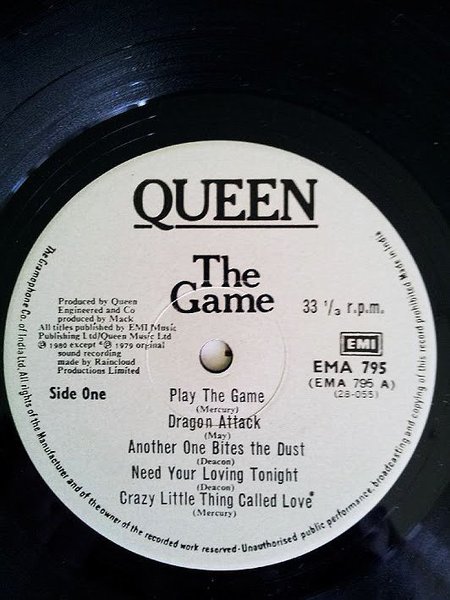 QUEEN
The
Game
Produced by Queen
Engineered and Co
produced by Mack
All titles published by EMI Music
Publishing Ltd/Queen Music Ltd
℗ 1980 except *℗ 1979 orginal
sound recording
made by Raincloud
Productions Limited
33 1/3 r.p.m.
EMI
EMA 795
(EMA 795 A)
(28-055)
Side One
Play The Game
(Mercury)
Dragon Attack
(May)
Another One Bites the Dust
(Deacon)
Need Your Loving Tonight
(Deacon)
Crazy Little Thing Called Love*
(Mercury)
The Gramophone Co. of India Ltd. All rights of the Manufacturer and of the owner of the recorded work reserved · Unauthorised public performance, broadcasting and copying of this record prohibited Made in India